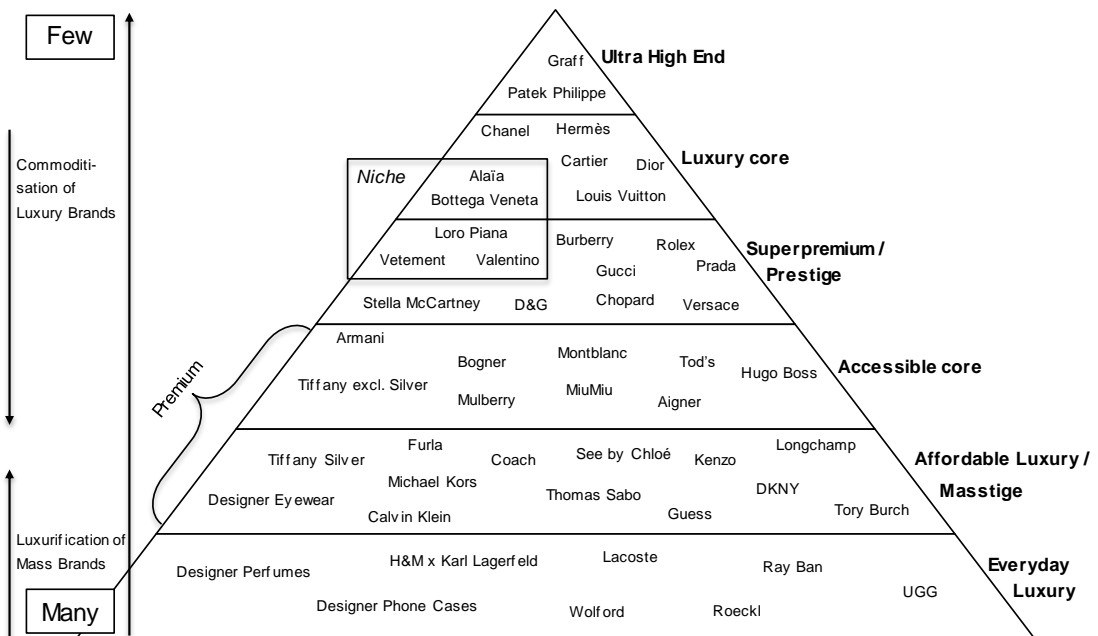 Few
Graff
Ultra High End
Patek Philippe
Chanel
Hermès
Cartier
Dior
Luxury core
Commoditi-
sation of
Luxury Brands
Niche
Alaïa
Bottega Veneta
Louis Vuitton
Loro Piana
Burberry
Rolex
Superpremium /
Prestige
Vetement
Valentino
Gucci
Prada
Stella McCartney
D&G
Chopard
Versace
Premium
Armani
Bogner
Montblanc
Tod's
Hugo Boss
Accessible core
Tiffany excl. Silver
Mulberry
MiuMiu
Aigner
Furla
Longchamp
Tiffany Silver
Coach
See by Chloé
Kenzo
Affordable Luxury /
Masstige
Michael Kors
Designer Eyewear
Thomas Sabo
DKNY
Calvin Klein
Guess
Tory Burch
Luxurification of
Mass Brands
H&M x Karl Lagerfeld
Lacoste
Ray Ban
Everyday
Luxury
Designer Perfumes
UGG
Many
Designer Phone Cases
Wolford
Roeckl